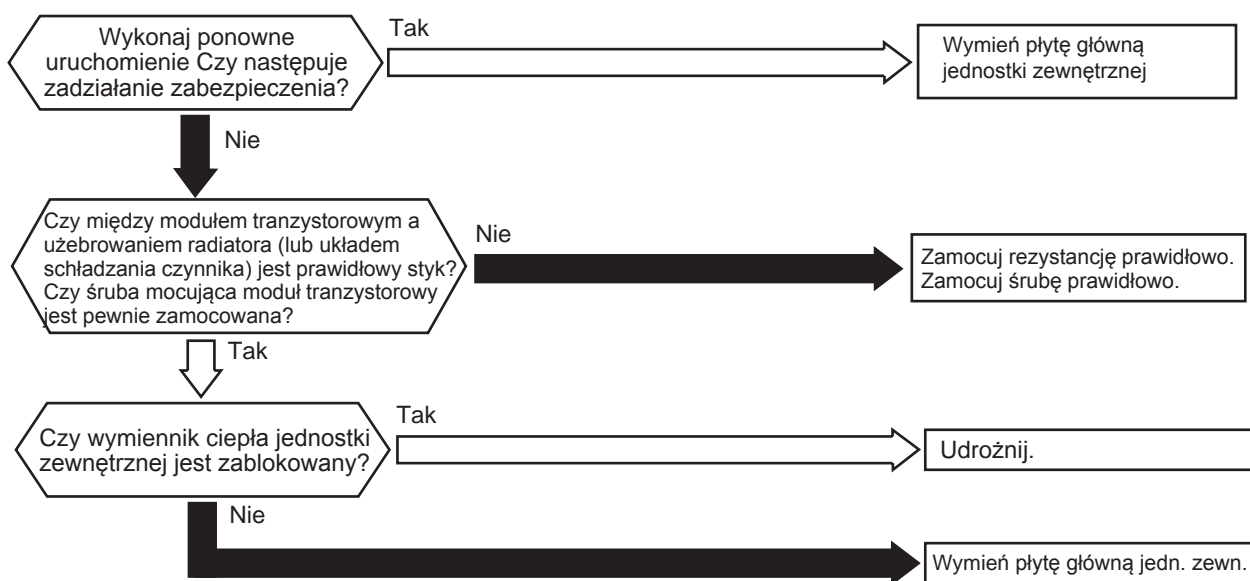 Wykonaj ponowne
uruchomienie Czy następuje
zadziałanie zabezpieczenia?
Tak
Wymień płytę główną
jednostki zewnętrznej
Nie
Czy między modułem tranzystorowym a
użebrowaniem radiatora (lub układem
schładzania czynnika) jest prawidłowy styk?
Czy śruba mocująca moduł tranzystorowy
jest pewnie zamocowana?
Nie
Zamocuj rezystancję prawidłowo.
Zamocuj śrubę prawidłowo.
Tak
Czy wymiennik ciepła jednostki
zewnętrznej jest zablokowany?
Tak
Udrożnij.
Nie
Wymień płytę główną jedn. zewn.